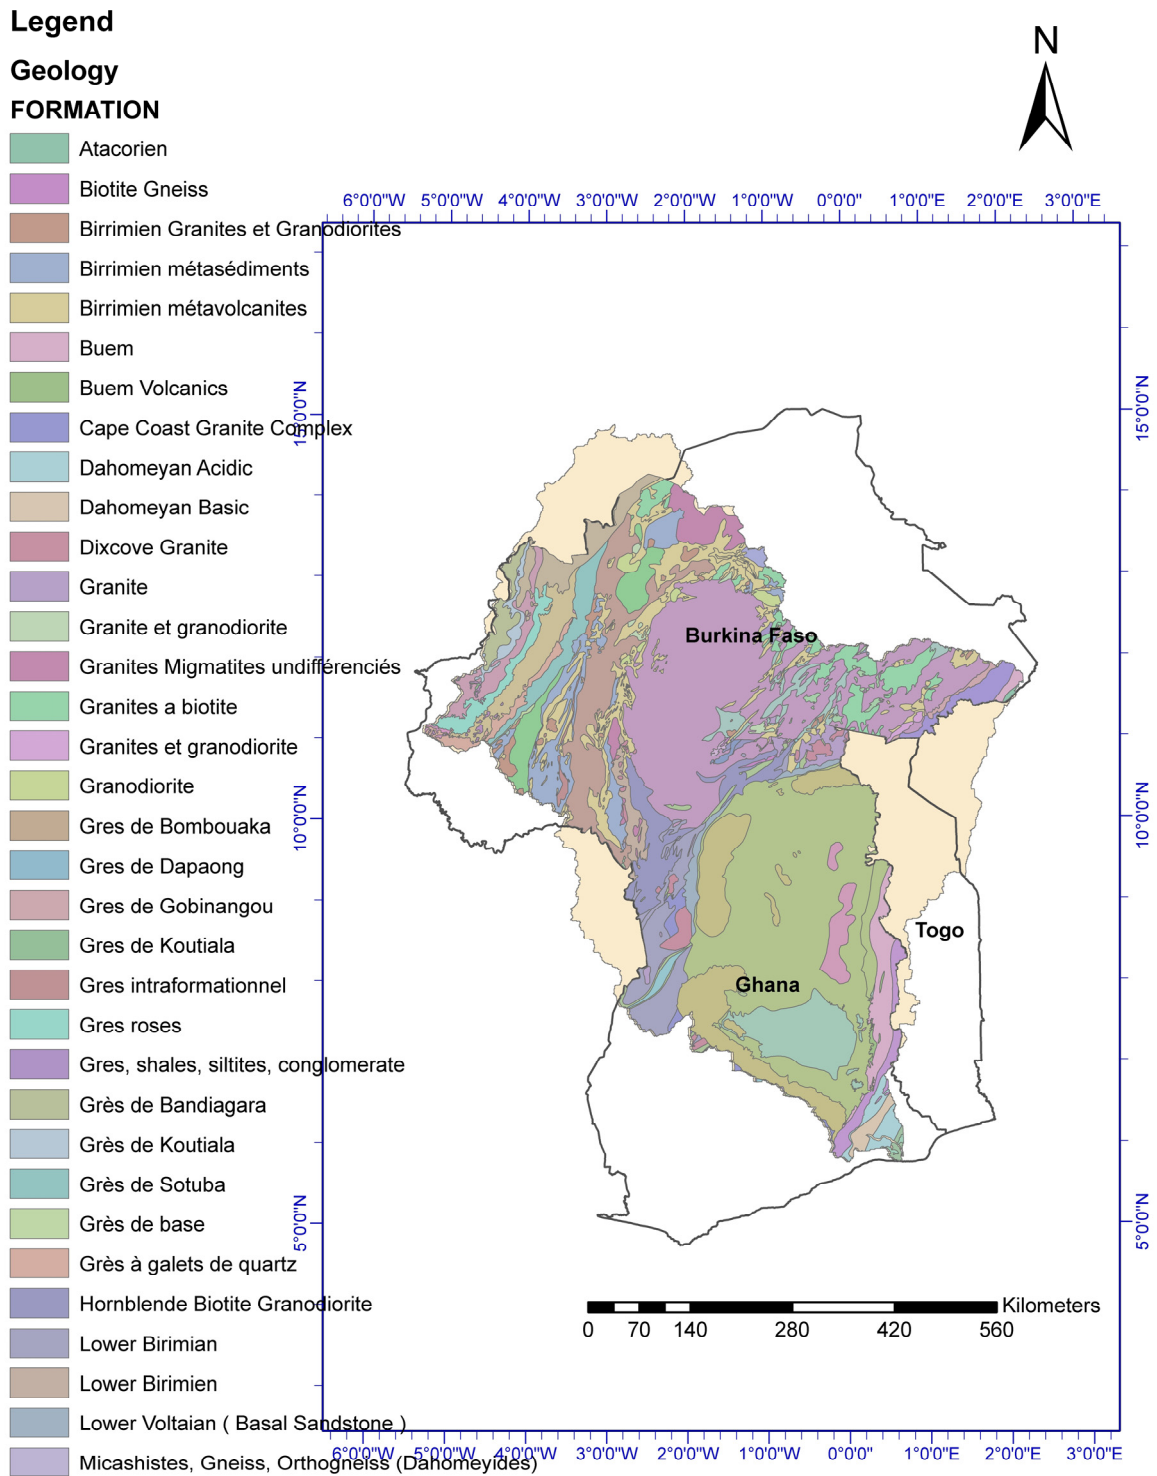 Legend
N
Geology
FORMATION
Atacorien
Biotite Gneiss
6°0'0"W 5°0'0"W 4°0'0"W 3°0'0"W 2°0'0"W 1°0'0"W 0°0'0" 1°0'0"E 2°0'0"E 3°0'0"E
Birrimien Granites et Granodiorites
Birrimien métasédiments
Birrimien métavolcanites
Buem
Buem Volcanics
Cape Coast Granite Complex
15°0'0"N
15°0'0"N
Dahomeyan Acidic
Dahomeyan Basic
Dixcove Granite
Granite
Granite et granodiorite
Burkina Faso
Granites Migmatites undifférenciés
Granites a biotite
Granites et granodiorite
Granodiorite
Gres de Bombouaka
10°0'0"N
10°0'0"N
Gres de Dapaong
Gres de Gobinangou
Togo
Gres de Koutiala
Gres intraformationnel
Ghana
Gres roses
Gres, shales, siltites, conglomerate
Grès de Bandiagara
Grès de Koutiala
Grès de Sotuba
Grès de base
5°0'0"N
5°0'0"N
Grès à galets de quartz
Hornblende Biotite Granodiorite
Kilometers
0 70 140 280 420 560
Lower Birimian
Lower Birimien
Lower Voltaian ( Basal Sandstone )
6°0'0"W 5°0'0"W 4°0'0"W 3°0'0"W 2°0'0"W 1°0'0"W 0°0'0" 1°0'0"E 2°0'0"E 3°0'0"E
Micashistes, Gneiss, Orthogneiss (Dahomeyides)